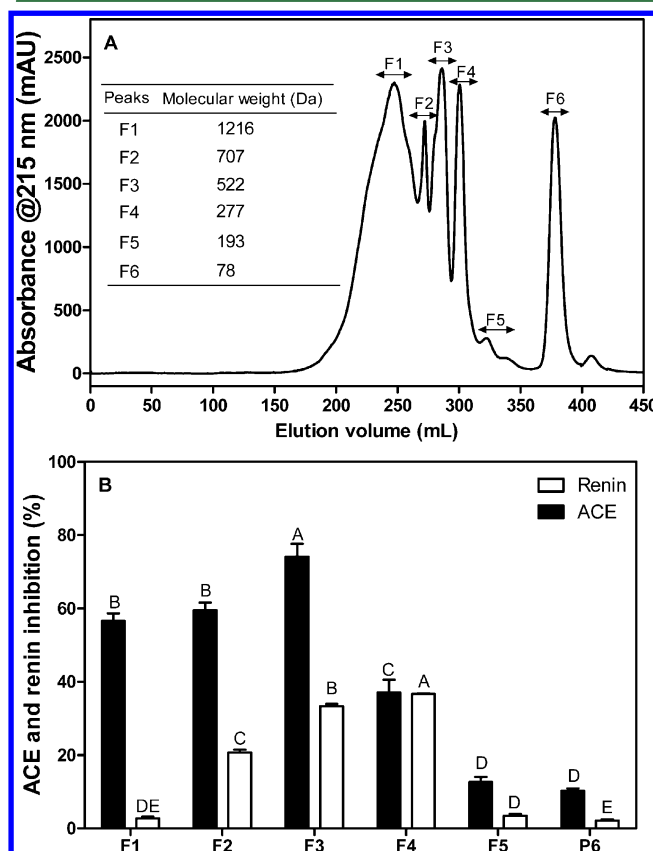 A
F1
F2
F3
F4
F5
F6
Peaks Molecular weight (Da)
F1 1216
F2 707
F3 522
F4 277
F5 193
F6 78
Absorbance @215 nm (mAU)
2500
2000
1500
1000
500
0
0 50 100 150 200 250 300 350 400 450
Elution volume (mL)
B
Renin
ACE
ACE and renin inhibition (%)
100
80
60
40
20
0
B DE B C A B C A D D D E
F1 F2 F3 F4 F5 P6